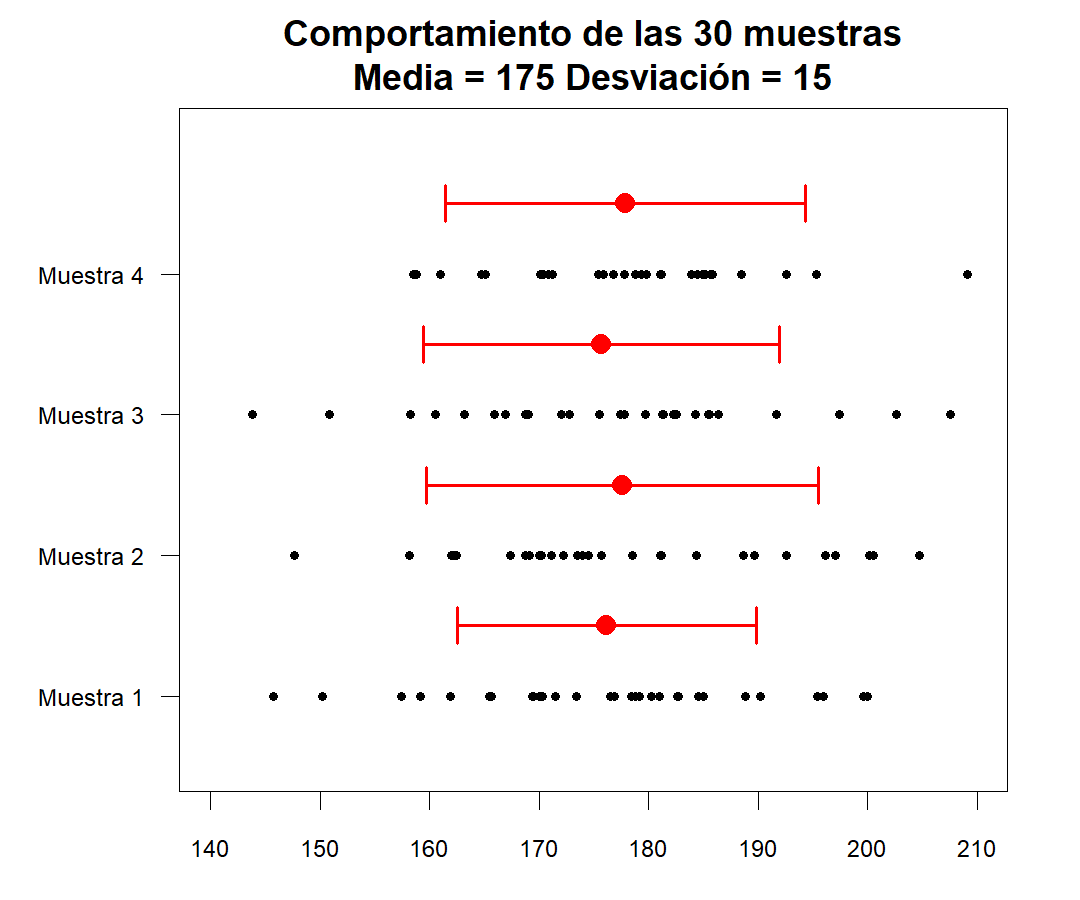 Comportamiento de las 30 muestras
Media = 175 Desviación = 15
Muestra 4
Muestra 3
Muestra 2
Muestra 1
140 150 160 170 180 190 200 210